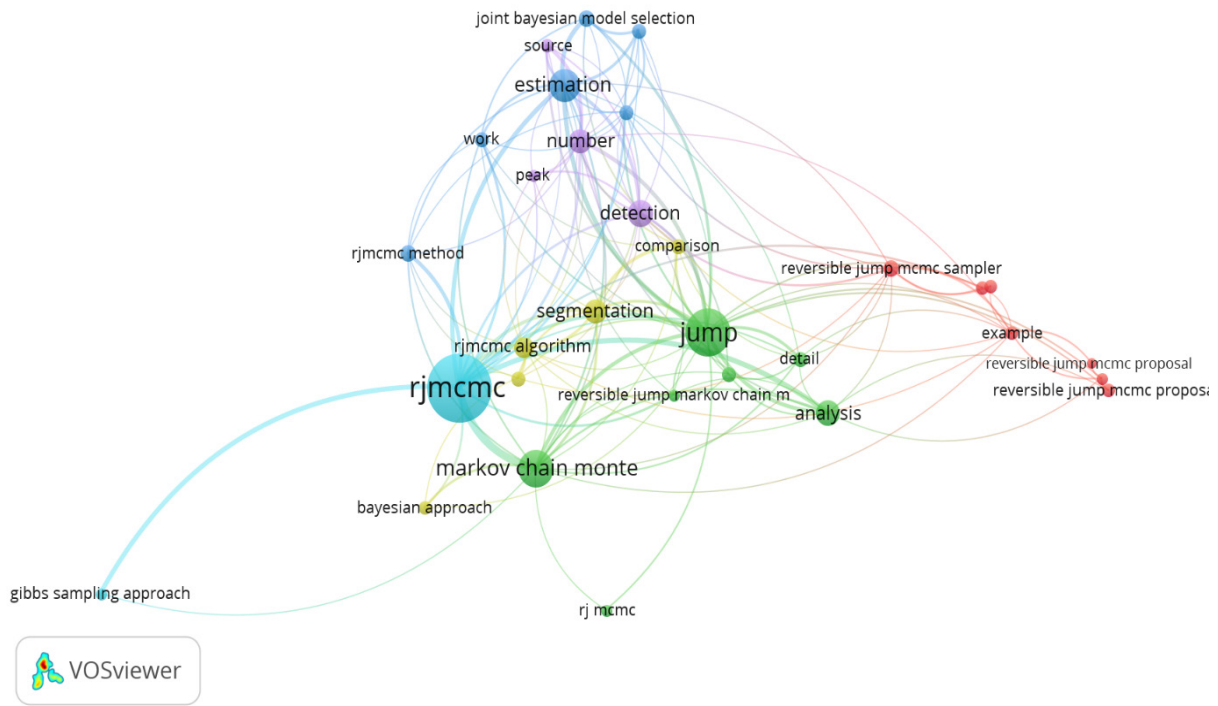 joint bayesian model selection
source
estimation
work
number
peak
detection
rjmcmc method
comparison
reversible jump mcmc sampler
segmentation
jump
example
rjmcmc algorithm
detail
reversible jump mcmc proposal
rjmcmc
reversible jump markov chain m
reversible jump mcmc proposa
analysis
markov chain monte
bayesian approach
gibbs sampling approach
rj mcmc
VOSviewer